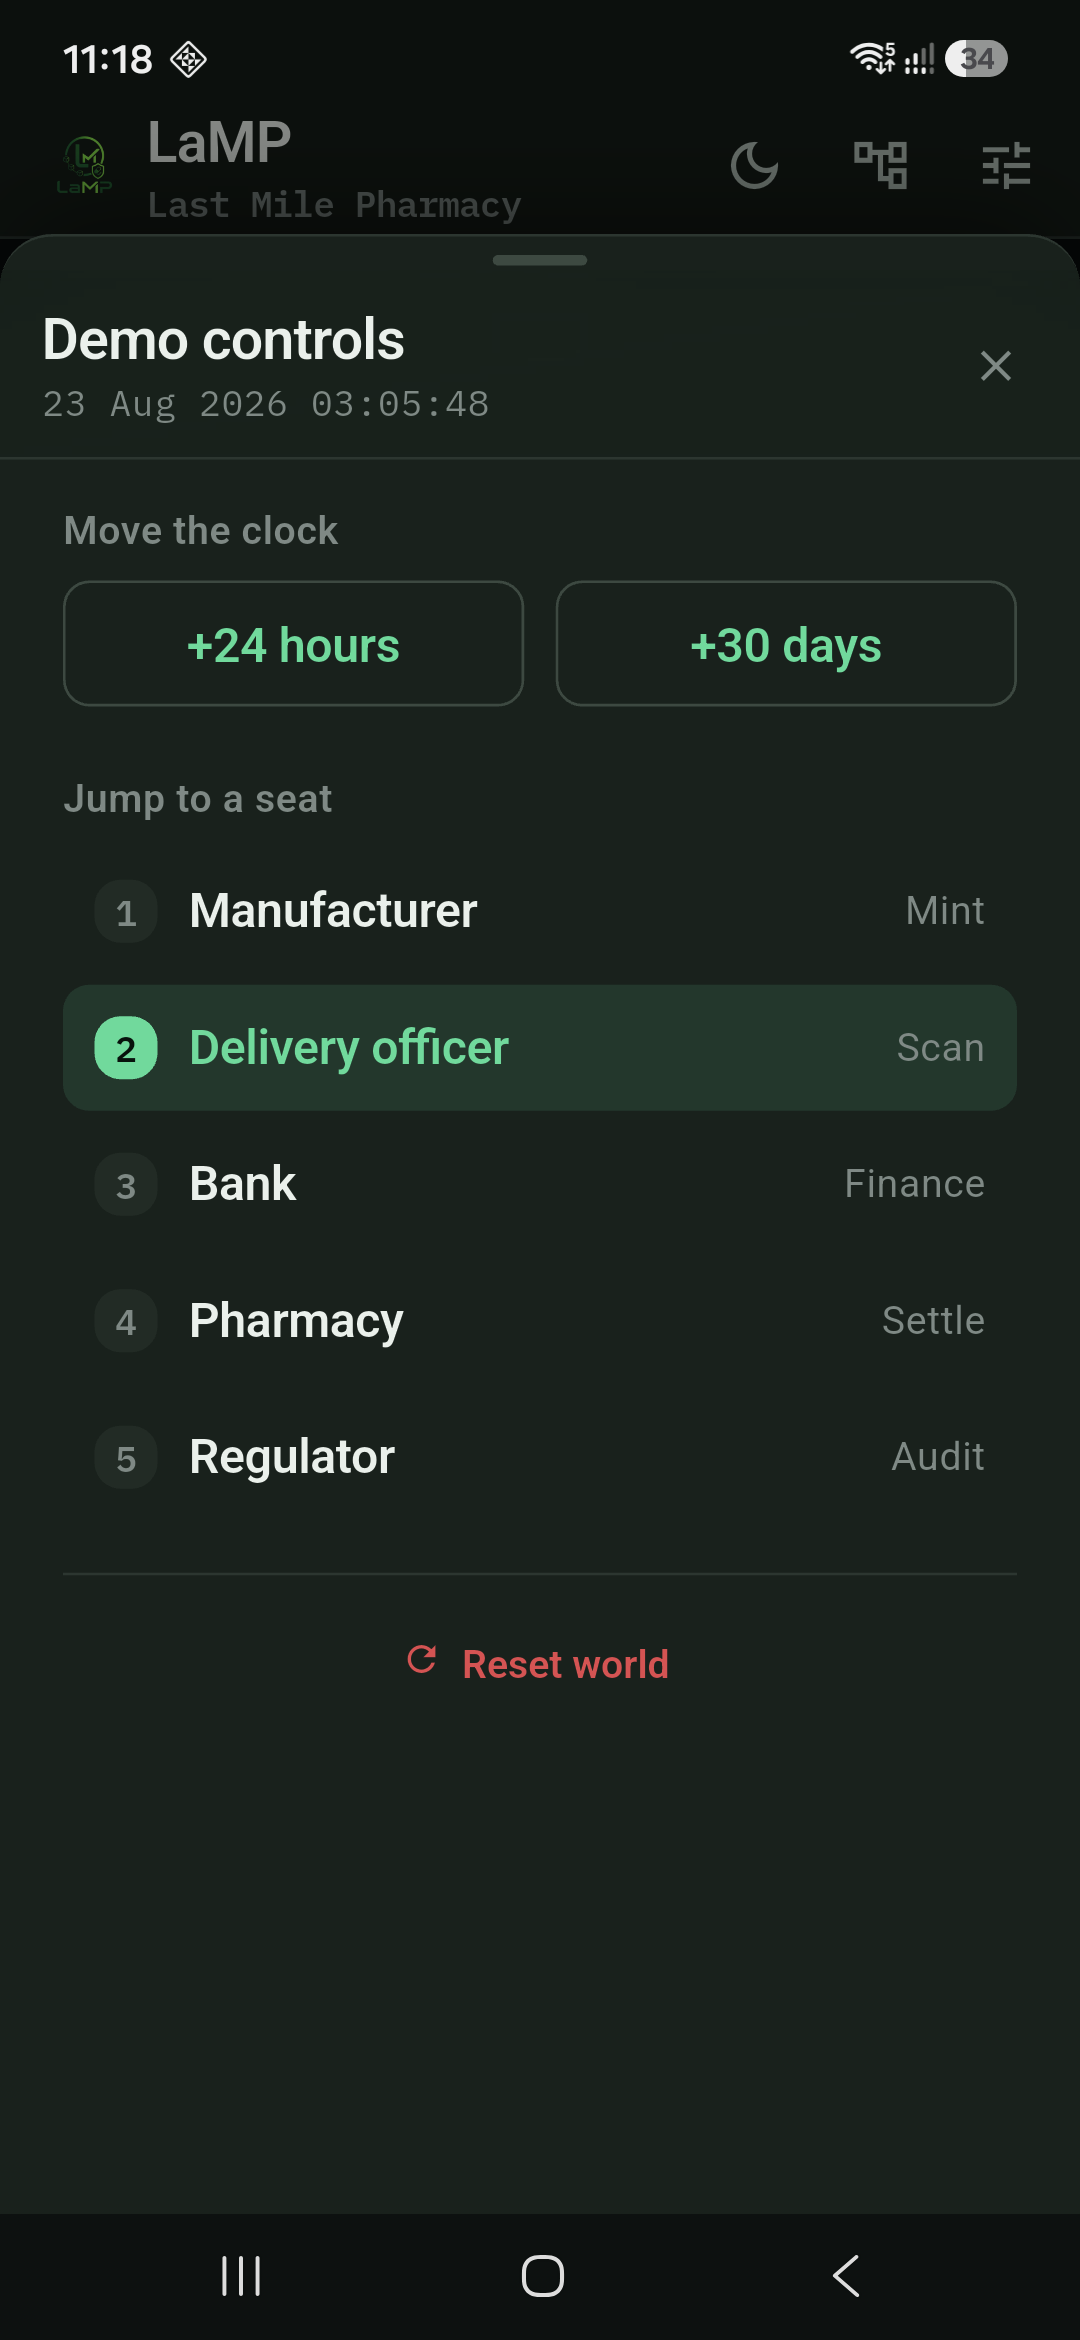 11:18
5
34
LaMP
LaMP
Last Mile Pharmacy
Demo controls
23 Aug 2026 03:05:48
Move the clock
+24 hours
+30 days
Jump to a seat
1 Manufacturer Mint
2 Delivery officer Scan
3 Bank Finance
4 Pharmacy Settle
5 Regulator Audit
Reset world